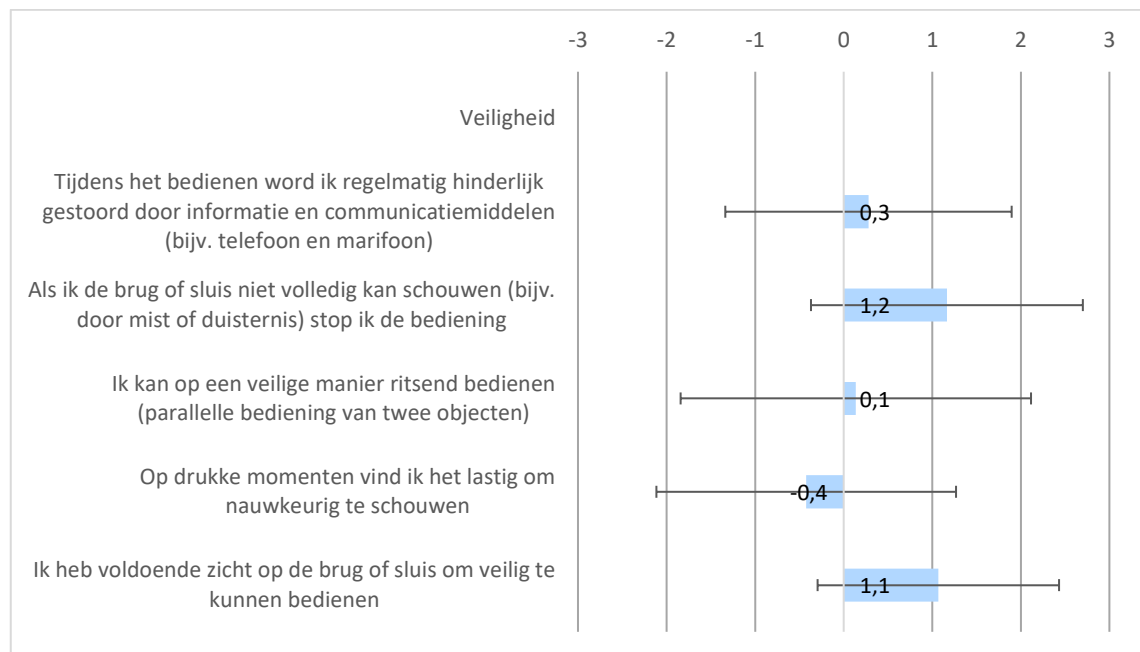 -3 -2 -1 0 1 2 3
Veiligheid
Tijdens het bedienen word ik regelmatig hinderlijk
gestoord door informatie en communicatiemiddelen
(bijv. telefoon en marifoon)
0,3
Als ik de brug of sluis niet volledig kan schouwen (bijv.
door mist of duisternis) stop ik de bediening
1,2
Ik kan op een veilige manier ritsend bedienen
(parallelle bediening van twee objecten)
0,1
Op drukke momenten vind ik het lastig om
nauwkeurig te schouwen
-0,4
Ik heb voldoende zicht op de brug of sluis om veilig te
kunnen bedienen
1,1